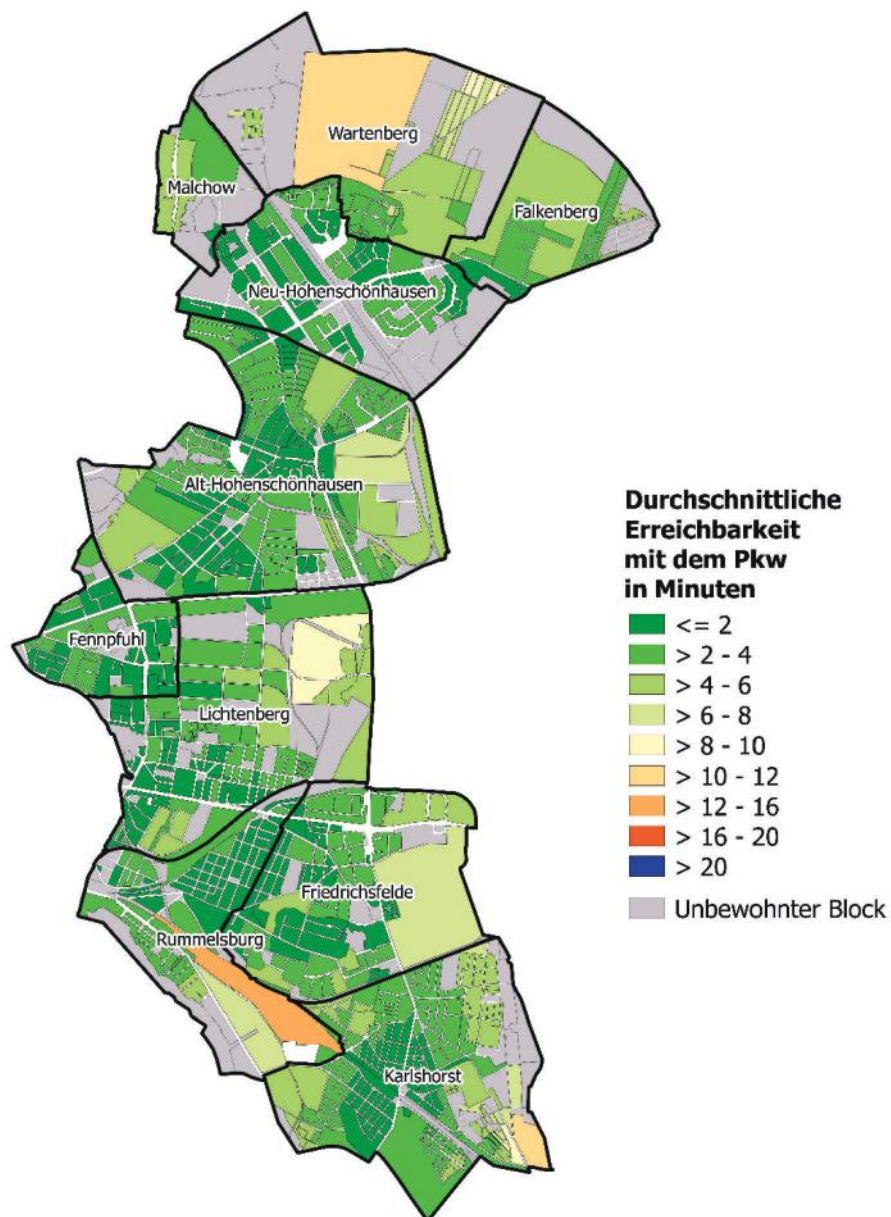 Wartenberg
Malchow
Falkenberg
Neu-Hohenschönhausen
Alt-Hohenschönhausen
Fennpfuhl
Lichtenberg
Friedrichsfelde
Rummelsburg
Karlshorst
Durchschnittliche
Erreichbarkeit
mit dem Pkw
in Minuten
<= 2
> 2 - 4
> 4 - 6
> 6 - 8
> 8 - 10
> 10 - 12
> 12 - 16
> 16 - 20
> 20
Unbewohnter Block